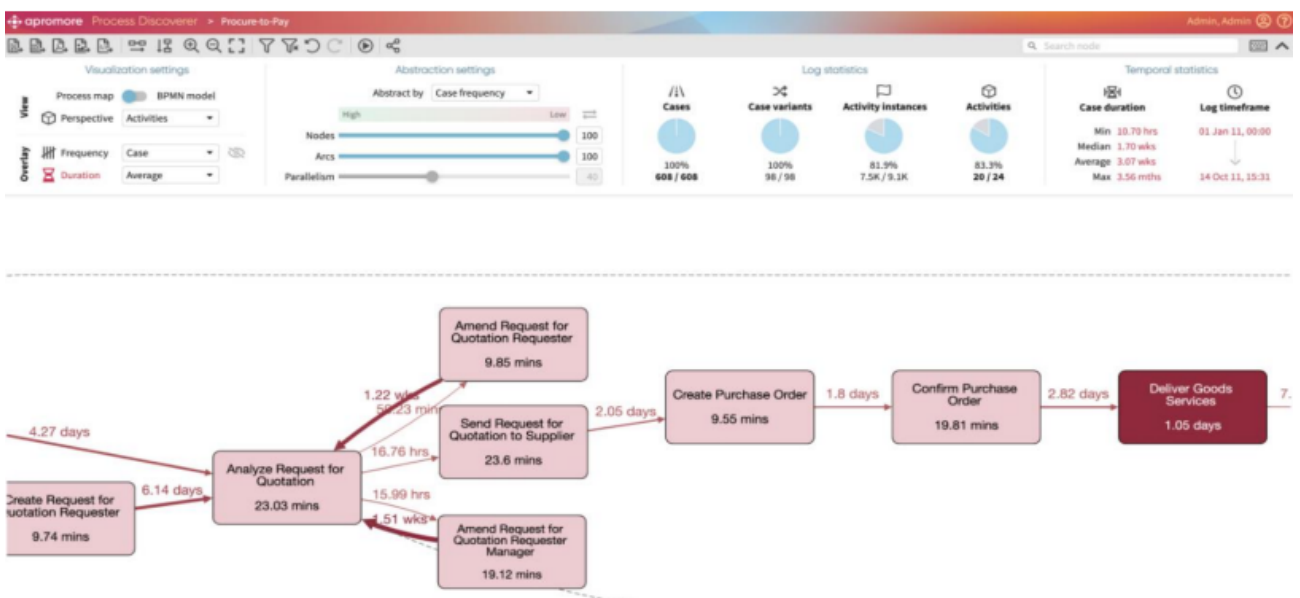 apromore Process Discoverer > Procure-to-Pay
Admin, Admin
Search node
Visualization settings
View
Process map BPMN model
Perspective Activities
Overlay
Frequency Case
Duration Average
Abstraction settings
Abstract by Case frequency
High Low
Nodes 100
Arcs 100
Parallelism 40
Log statistics
Cases Case variants Activity instances Activities
100% 100% 81.9% 83.3%
608 / 608 98 / 98 7.5K / 9.1K 20 / 24
Temporal statistics
Case duration Log timeframe
Min 10.70 hrs 01 Jan 11, 00:00
Median 1.70 wks
Average 3.07 wks
Max 3.56 mths 14 Oct 11, 15:31
4.27 days
Create Request for
Quotation Requester
9.74 mins
6.14 days
Analyze Request for
Quotation
23.03 mins
1.22 wks
16.76 hrs
15.99 hrs
1.51 wks
Amend Request for
Quotation Requester
9.85 mins
Send Request for
Quotation to Supplier
23.6 mins
Amend Request for
Quotation Requester
Manager
19.12 mins
2.05 days
Create Purchase Order
9.55 mins
1.8 days
Confirm Purchase
Order
19.81 mins
2.82 days
Deliver Goods
Services
1.05 days
7.